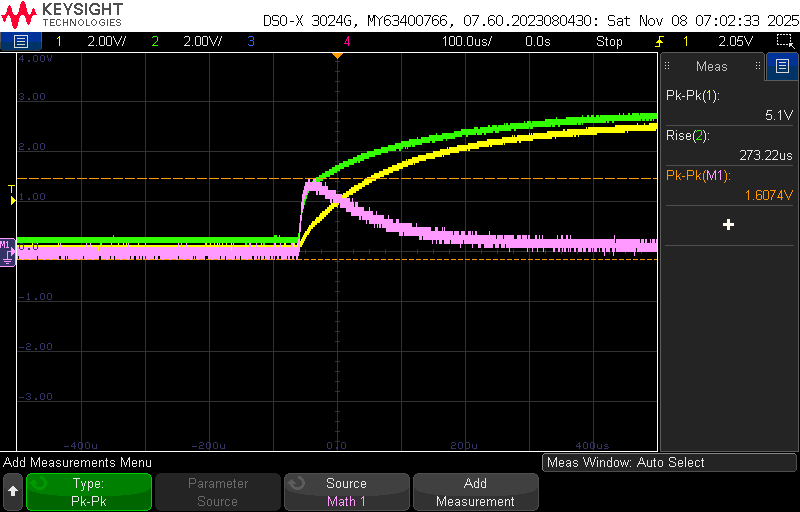 KEYSIGHT
TECHNOLOGIES
DSO-X 3024G, MY63400766, 07.60.2023080430: Sat Nov 08 07:02:33 2025
1 2.00V/ 2 2.00V/ 3 4 100.0us/ 0.0s Stop 1 2.05V
4.00V
3.00
2.00
1.00
0.0
-1.00
-2.00
-3.00
T
M1
-400u -200u 0.0 200u 400us
Meas
Pk-Pk(1):
5.1V
Rise(2):
273.22us
Pk-Pk(M1):
1.6074V
Add Measurements Menu
Meas Window: Auto Select
Type:
Pk-Pk
Parameter
Source
Source
Math 1
Add
Measurement